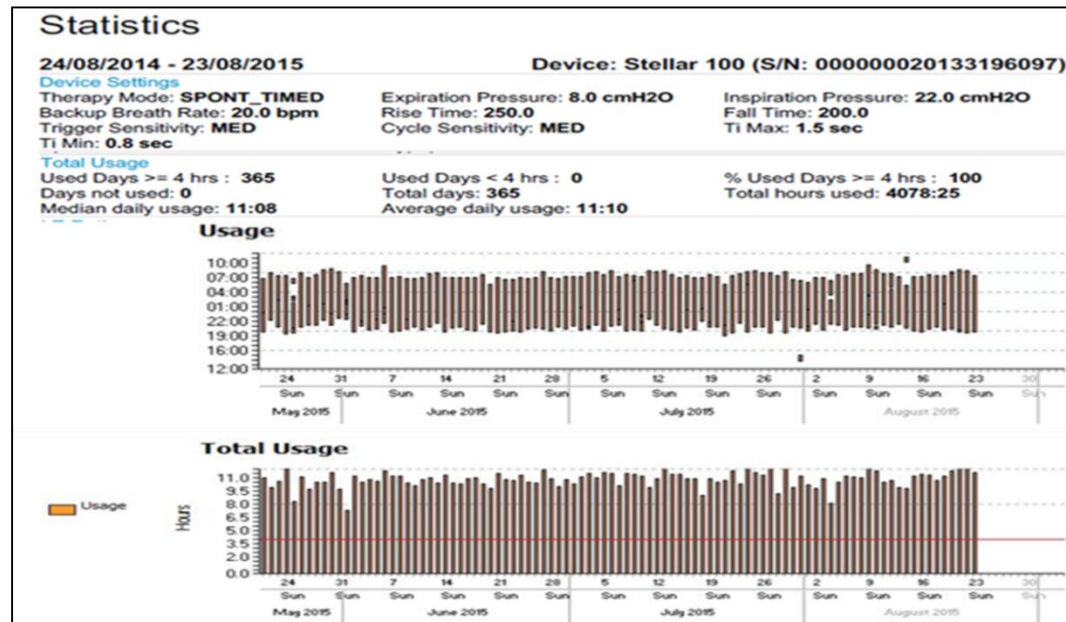 Statistics
24/08/2014 - 23/08/2015 Device: Stellar 100 (S/N: 000000020133196097)
Device Settings
Therapy Mode: SPONT_TIMED Expiration Pressure: 8.0 cmH2O Inspiration Pressure: 22.0 cmH2O
Backup Breath Rate: 20.0 bpm Rise Time: 250.0 Fall Time: 200.0
Trigger Sensitivity: MED Cycle Sensitivity: MED Ti Max: 1.5 sec
Ti Min: 0.8 sec
Total Usage
Used Days >= 4 hrs : 365 Used Days < 4 hrs : 0 % Used Days >= 4 hrs : 100
Days not used: 0 Total days: 365 Total hours used: 4078:25
Median daily usage: 11:08 Average daily usage: 11:10
Usage
10:00
07:00
04:00
01:00
22:00
19:00
16:00
12:00
24 31 7 14 21 28 5 12 19 26 2 9 16 23 30
Sun Sun Sun Sun Sun Sun Sun Sun Sun Sun Sun Sun Sun Sun Sun
May 2015 June 2015 July 2015 August 2015
Total Usage
Usage
Hours
11.0
9.5
8.0
6.5
5.0
3.5
2.0
0.0
24 31 7 14 21 28 5 12 19 26 2 9 16 23 30
Sun Sun Sun Sun Sun Sun Sun Sun Sun Sun Sun Sun Sun Sun Sun
May 2015 June 2015 July 2015 August 2015